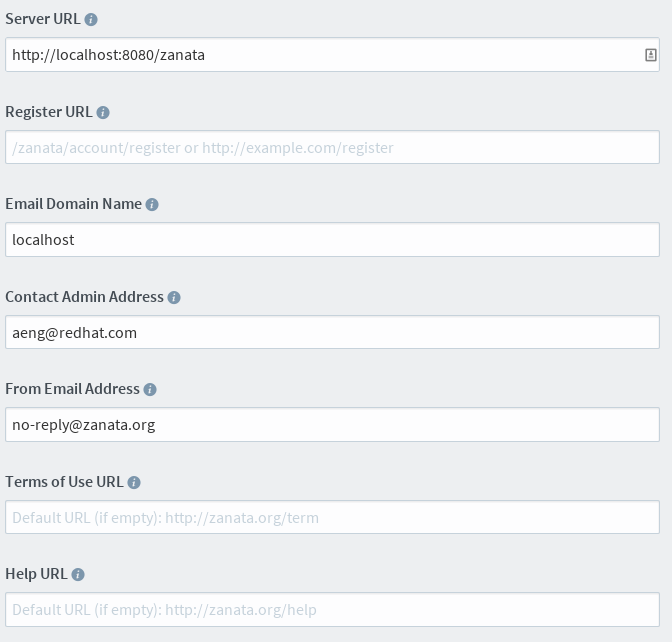 Server URL
http://localhost:8080/zanata
Register URL
/zanata/account/register or http://example.com/register
Email Domain Name
localhost
Contact Admin Address
aeng@redhat.com
From Email Address
no-reply@zanata.org
Terms of Use URL
Default URL (if empty): http://zanata.org/term
Help URL
Default URL (if empty): http://zanata.org/help